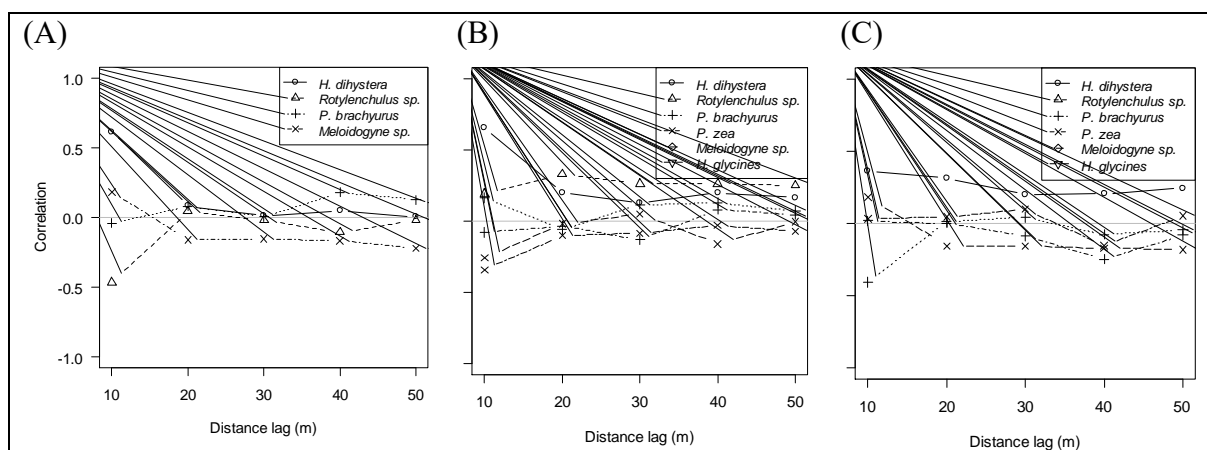 (A)
1.0
0.5
0.0
-0.5
-1.0
Correlation
H. dihystera
Rotylenchulus sp.
P. brachyurus
Meloidogyne sp.
10 20 30 40 50
Distance lag (m)
(B)
H. dihystera
Rotylenchulus sp.
P. brachyurus
P. zea
Meloidogyne sp.
H. glycines
10 20 30 40 50
Distance lag (m)
(C)
H. dihystera
Rotylenchulus sp.
P. brachyurus
P. zea
Meloidogyne sp.
H. glycines
10 20 30 40 50
Distance lag (m)